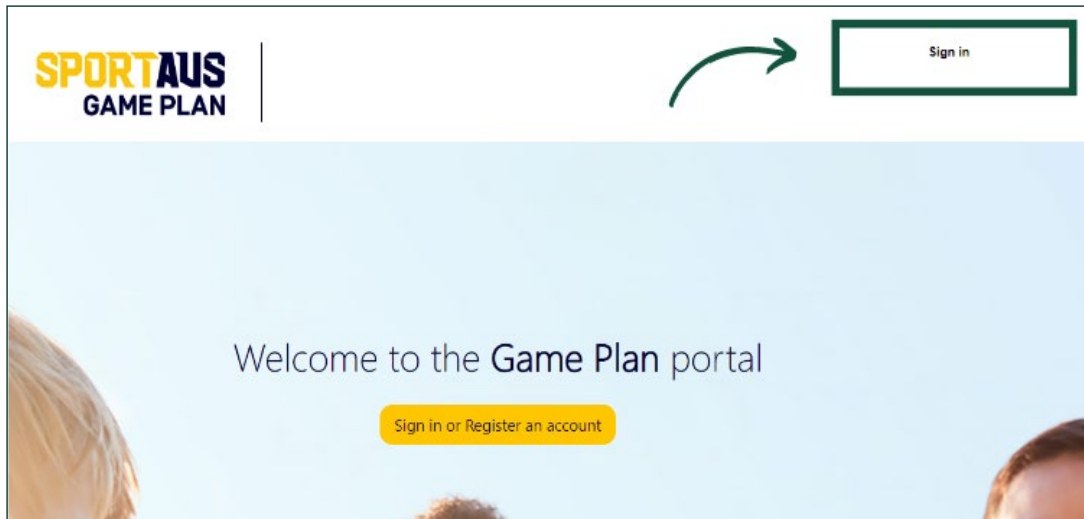 SPORTAUS
GAME PLAN
Sign in
Welcome to the Game Plan portal
Sign in or Register an account